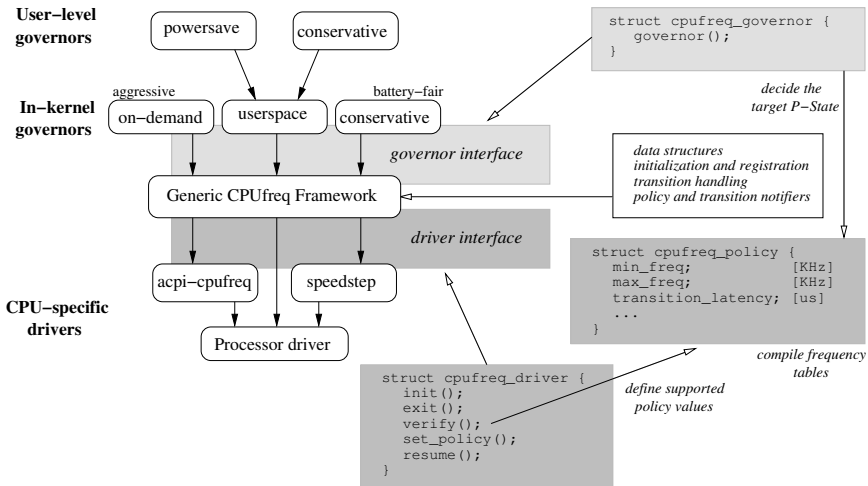 User-level
governors
powersave
conservative
struct cpufreq_governor {
governor();
}
decide the
target P-State
In-kernel
governors
aggressive
on-demand
userspace
battery-fair
conservative
governor interface
data structures
initialization and registration
transition handling
policy and transition notifiers
Generic CPUfreq Framework
driver interface
struct cpufreq_policy {
min_freq; [KHz]
max_freq; [KHz]
transition_latency; [us]
...
}
compile frequency
tables
CPU-specific
drivers
acpi-cpufreq
speedstep
Processor driver
struct cpufreq_driver {
init();
exit();
verify();
set_policy();
resume();
}
define supported
policy values